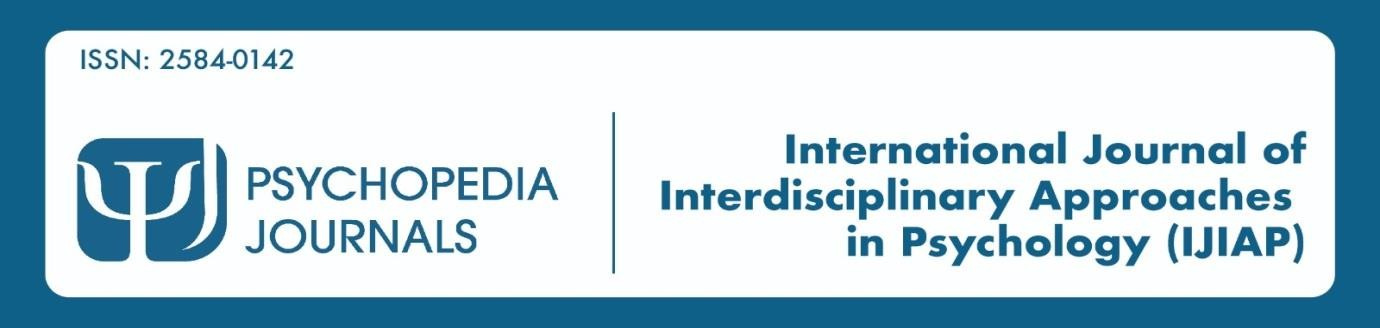 ISSN: 2584-0142
PSYCHOPEDIA
JOURNALS
International Journal of
Interdisciplinary Approaches
in Psychology (IJIAP)